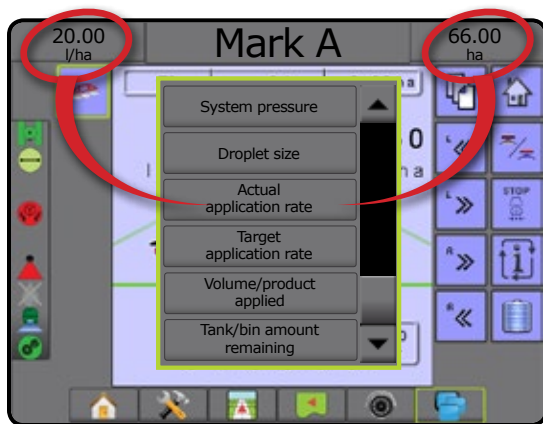 20.00
l/ha
Mark A
66.00
ha
System pressure
Droplet size
Actual
application rate
Target
application rate
Volume/product
applied
Tank/bin amount
remaining
STOP
L
L
R
R
i